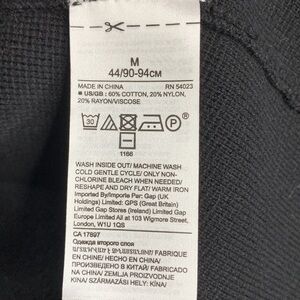 M
44/90-94CM
MADE IN CHINA RN 54023
■ US/GB : 60% COTTON, 20% NYLON,
20% RAYON/VISCOSE
30
P
1166
WASH INSIDE OUT/ MACHINE WASH
COLD GENTLE CYCLE/ ONLY NON-
CHLORINE BLEACH WHEN NEEDED/
RESHAPE AND DRY FLAT/ WARM IRON
Imported By/Importe Par: Gap (UK
Holdings) Limited: GPS (Great Britain)
Limited Gap Stores (Ireland) Limited Gap
Europe Limited All at 103 Wigmore Street,
London, W1U 1QS
CA 17897
Одежда второго слоя
FABRIQUE
EN CHINE/ HECHO EN CHINA/
ПРОИЗВЕДЕНО В КИТАЙ/ FABRICADO
NA CHINA/ ZEMLJA PROIZVODNJE
KINA/ SZÁRMAZÁSI HELY: KÍNA/